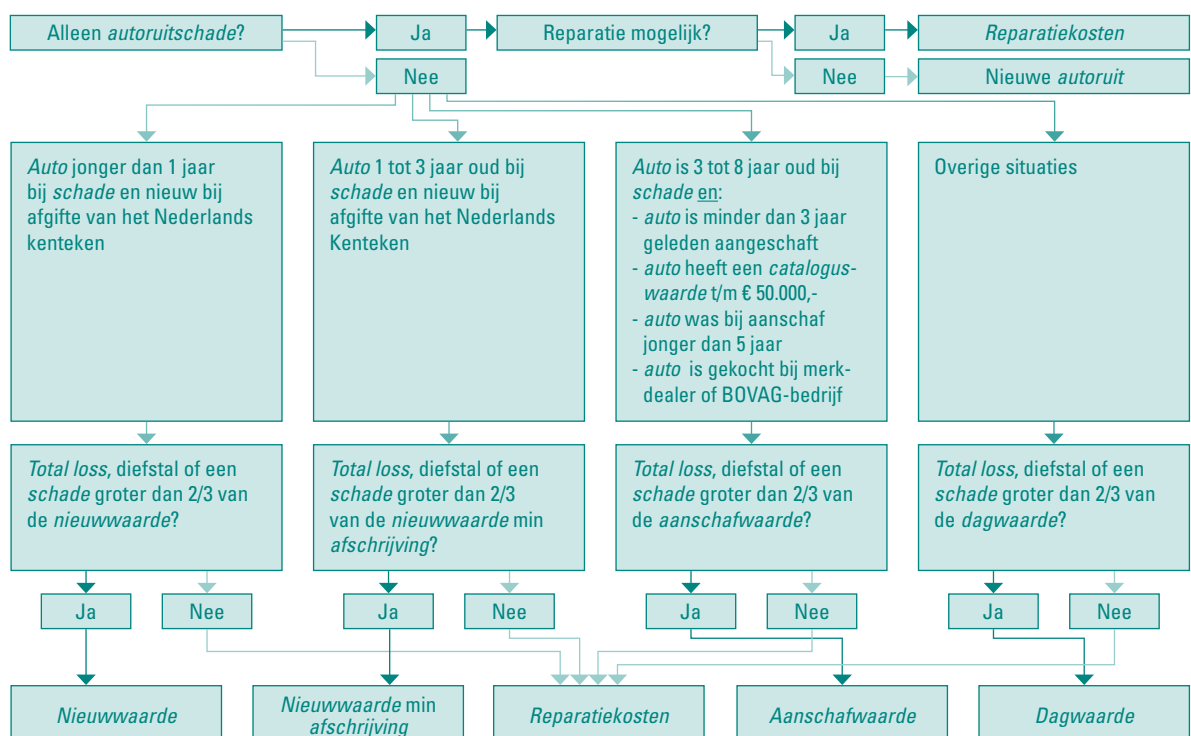 Alleen autoruitschade?
Ja
Reparatie mogelijk?
Ja
Reparatiekosten
Nee
Nee
Nieuwe autoruit
Auto jonger dan 1 jaar
bij schade en nieuw bij
afgifte van het Nederlands
kenteken
Auto 1 tot 3 jaar oud bij
schade en nieuw bij
afgifte van het Nederlands
Kenteken
Auto is 3 tot 8 jaar oud bij
schade en:
- auto is minder dan 3 jaar
geleden aangeschaft
- auto heeft een catalogus-
waarde t/m € 50.000,-
- auto was bij aanschaf
jonger dan 5 jaar
- auto is gekocht bij merk-
dealer of BOVAG-bedrijf
Overige situaties
Total loss, diefstal of een
schade groter dan 2/3 van
de nieuwwaarde?
Total loss, diefstal of een
schade groter dan 2/3
van de nieuwwaarde min
afschrijving?
Total loss, diefstal of een
schade groter dan 2/3 van
de aanschafwaarde?
Total loss, diefstal of een
schade groter dan 2/3 van
de dagwaarde?
Ja
Nee
Ja
Nee
Ja
Nee
Ja
Nee
Nieuwwaarde
Nieuwwaarde min
afschrijving
Reparatiekosten
Aanschafwaarde
Dagwaarde